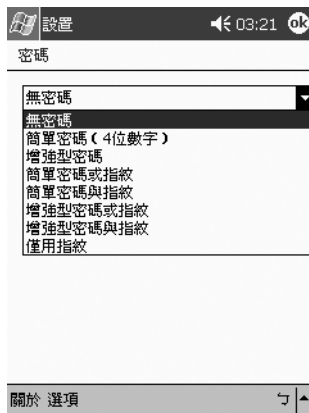 設置 03:21 ok
密碼
無密碼
無密碼
簡單密碼(4位數字)
增強型密碼
簡單密碼或指紋
簡單密碼與指紋
增強型密碼或指紋
增強型密碼與指紋
僅用指紋
關於 選項 ㄅ